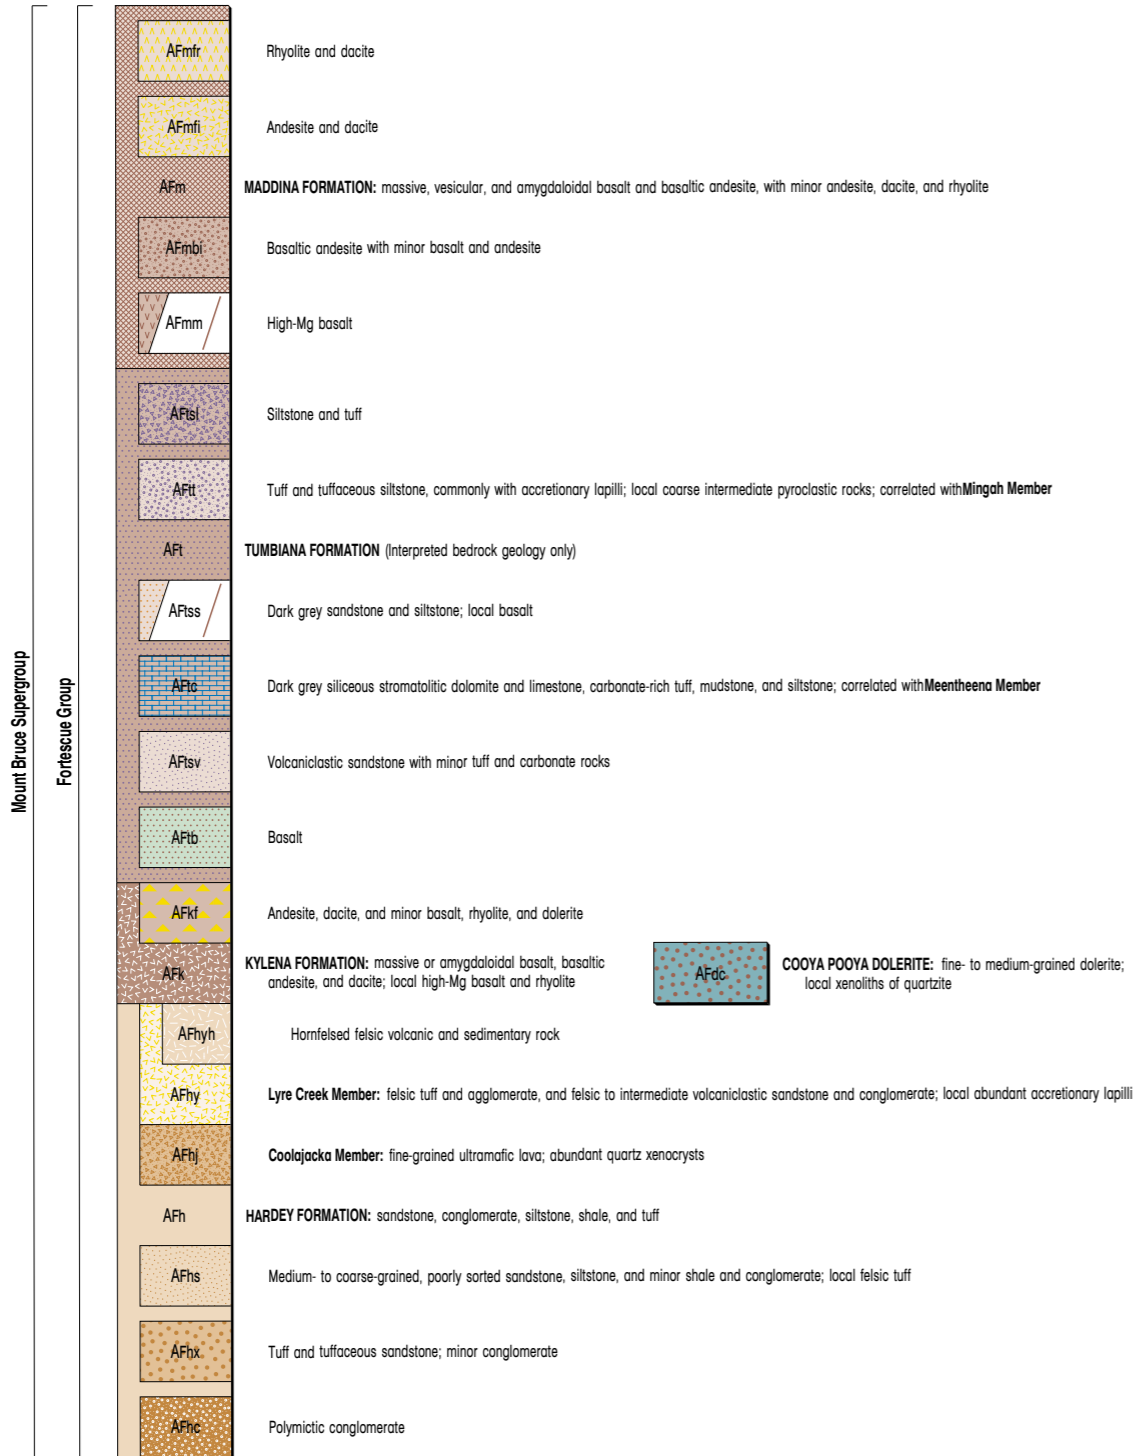 Mount Bruce Supergroup
Fortescue Group
AFmfr Rhyolite and dacite
AFmfi Andesite and dacite
AFm MADDINA FORMATION: massive, vesicular, and amygdaloidal basalt and basaltic andesite, with minor andesite, dacite, and rhyolite
AFmbi Basaltic andesite with minor basalt and andesite
AFmm High-Mg basalt
AFtsl Siltstone and tuff
AFtt Tuff and tuffaceous siltstone, commonly with accretionary lapilli; local coarse intermediate pyroclastic rocks; correlated with Mingah Member
AFt TUMBIANA FORMATION (Interpreted bedrock geology only)
AFtss Dark grey sandstone and siltstone; local basalt
AFtc Dark grey siliceous stromatolitic dolomite and limestone, carbonate-rich tuff, mudstone, and siltstone; correlated with Meentheena Member
AFtsv Volcaniclastic sandstone with minor tuff and carbonate rocks
AFtb Basalt
AFkf Andesite, dacite, and minor basalt, rhyolite, and dolerite
AFk KYLENA FORMATION: massive or amygdaloidal basalt, basaltic
andesite, and dacite; local high-Mg basalt and rhyolite
AFdc COOYA POOYA DOLERITE: fine- to medium-grained dolerite;
local xenoliths of quartzite
AFhyh Hornfelsed felsic volcanic and sedimentary rock
AFhy Lyre Creek Member: felsic tuff and agglomerate, and felsic to intermediate volcaniclastic sandstone and conglomerate; local abundant accretionary lapilli
AFhj Coolajacka Member: fine-grained ultramafic lava; abundant quartz xenocrysts
AFh HARDEY FORMATION: sandstone, conglomerate, siltstone, shale, and tuff
AFhs Medium- to coarse-grained, poorly sorted sandstone, siltstone, and minor shale and conglomerate; local felsic tuff
AFhx Tuff and tuffaceous sandstone; minor conglomerate
AFhc Polymictic conglomerate